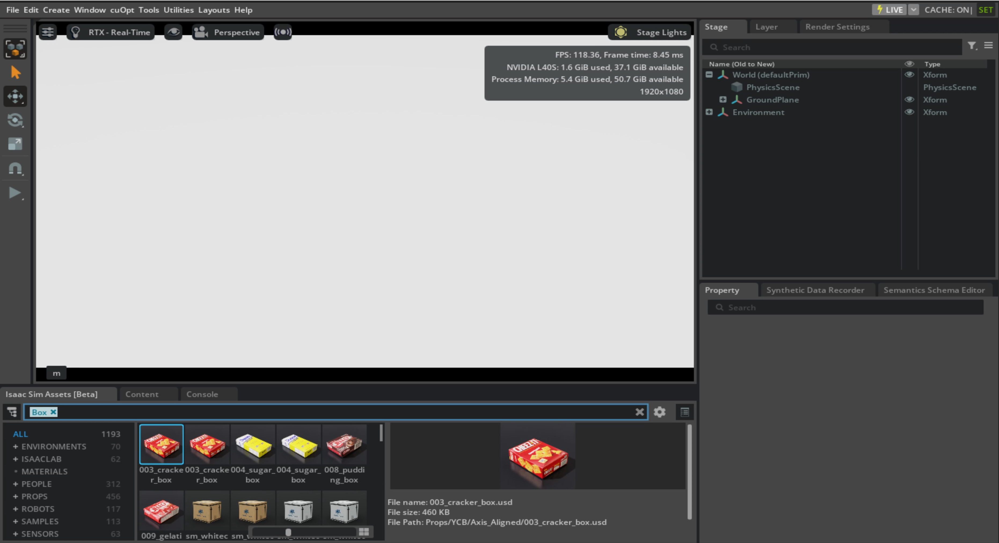 File Edit Create Window cuOpt Tools Utilities Layouts Help
LIVE CACHE: ON| SET
RTX - Real-Time
Perspective
Stage Lights
FPS: 118.36, Frame time: 8.45 ms
NVIDIA L40S: 1.6 GiB used, 37.1 GiB available
Process Memory: 5.4 GiB used, 50.7 GiB available
1920x1080
m
Stage Layer Render Settings
Search
Name (Old to New) Type
World (defaultPrim) Xform
PhysicsScene PhysicsScene
GroundPlane Xform
Environment Xform
Property Synthetic Data Recorder Semantics Schema Editor
Search
Isaac Sim Assets [Beta] Content Console
Box
ALL 1193
+ ENVIRONMENTS 70
+ ISAACLAB 62
• MATERIALS
+ PEOPLE 312
+ PROPS 456
+ ROBOTS 117
+ SAMPLES 113
+ SENSORS 63
003_cracke
r_box
003_cracke
r_box
004_sugar_
box
004_sugar_
box
008_puddi
ng_box
009_gelati
sm_whitec
CHEEZ-IT
File name: 003_cracker_box.usd
File size: 460 KB
File Path: Props/YCB/Axis_Aligned/003_cracker_box.usd